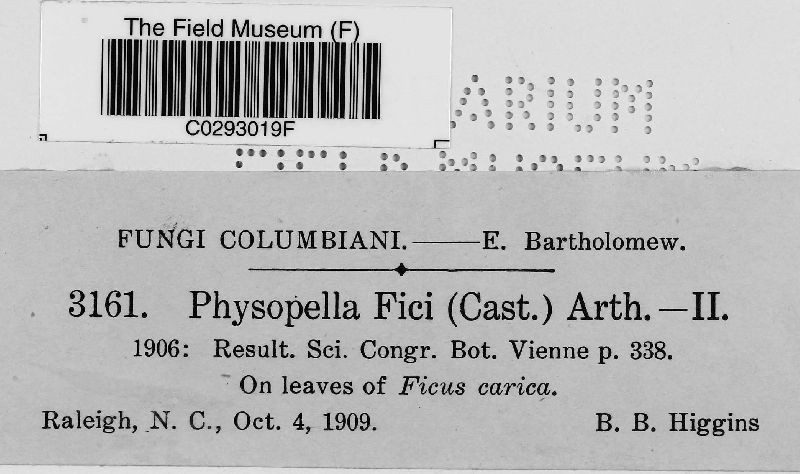 The Field Museum (F)
C0293019F
ARIUM
FUNGI COLUMBIANI.——E. Bartholomew.
3161. Physopella Fici (Cast.) Arth.—II.
1906: Result. Sci. Congr. Bot. Vienne p. 338.
On leaves of Ficus carica.
Raleigh, N. C., Oct. 4, 1909. B. B. Higgins